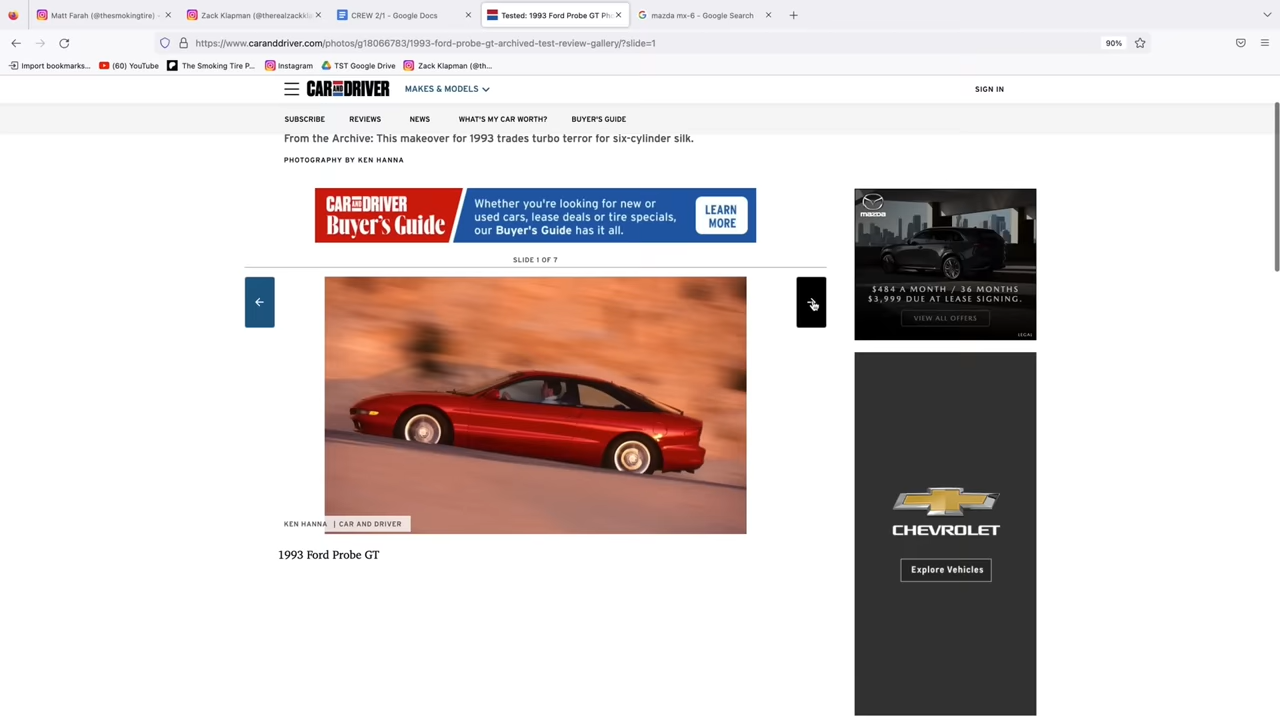 Matt Farah (@thesmokingtire) -
Zack Klapman (@therealzackkla
CREW 2/1 - Google Docs
Tested: 1993 Ford Probe GT Ph
mazda mx-6 - Google Search
https://www.caranddriver.com/photos/g18066783/1993-ford-probe-gt-archived-test-review-gallery/?slide=1
90%
Import bookmarks...
(60) YouTube
The Smoking Tire P...
Instagram
TST Google Drive
Zack Klapman (@th...
CAR AND DRIVER
MAKES & MODELS
SIGN IN
SUBSCRIBE
REVIEWS
NEWS
WHAT'S MY CAR WORTH?
BUYER'S GUIDE
From the Archive: This makeover for 1993 trades turbo terror for six-cylinder silk.
PHOTOGRAPHY BY KEN HANNA
CAR AND DRIVER
Buyer's Guide
Whether you're looking for new or
used cars, lease deals or tire specials,
our Buyer's Guide has it all.
LEARN
MORE
SLIDE 1 OF 7
KEN HANNA | CAR AND DRIVER
1993 Ford Probe GT
mazda
$484 A MONTH / 36 MONTHS
$3,999 DUE AT LEASE SIGNING.
VIEW ALL OFFERS
LEGAL
CHEVROLET
Explore Vehicles